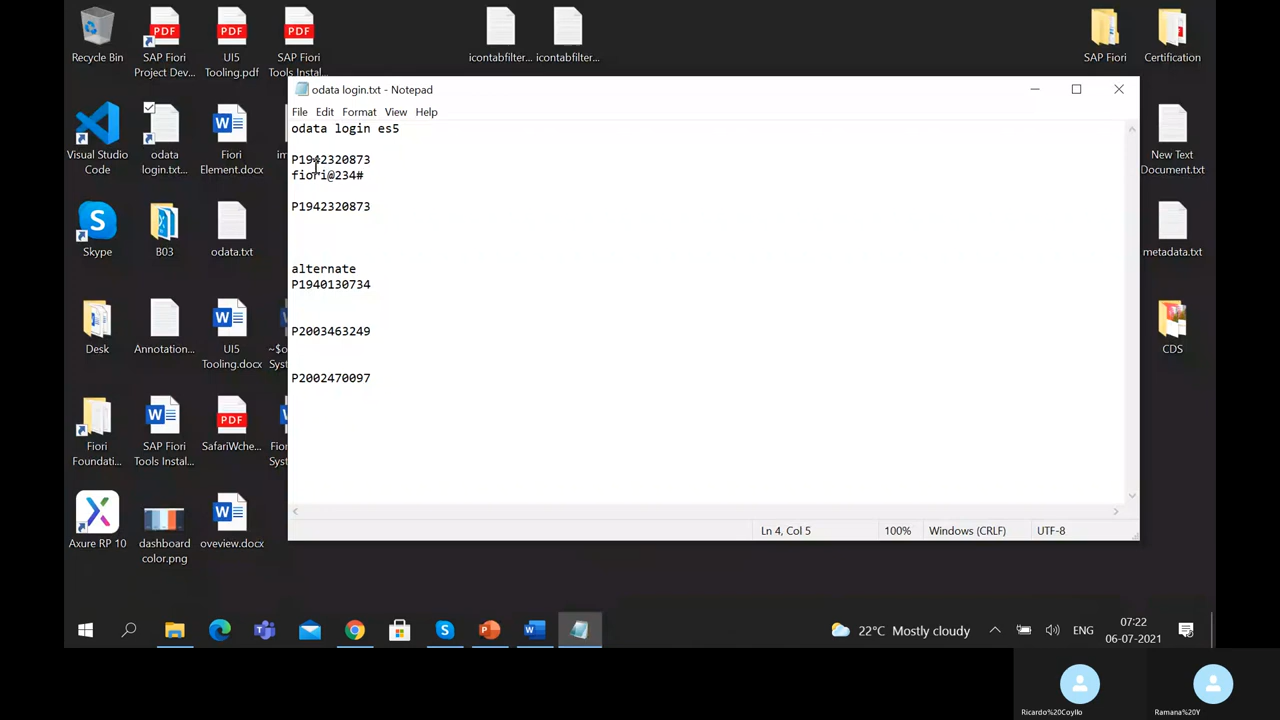 Recycle Bin
SAP Fiori
Project Dev...
UI5
Tooling.pdf
SAP Fiori
Tools Instal...
icontabfilter...
icontabfilter...
SAP Fiori
Certification
odata login.txt - Notepad
File Edit Format View Help
odata login es5
P1942320873
fiori@234#
P1942320873
alternate
P1940130734
P2003463249
P2002470097
Ln 4, Col 5
100%
Windows (CRLF)
UTF-8
Visual Studio
Code
odata
login.txt...
Fiori
Element.docx
New Text
Document.txt
Skype
B03
odata.txt
metadata.txt
Desk
Annotation...
UI5
Tooling.docx
~$o
Syst
CDS
Fiori
Foundati...
SAP Fiori
Tools Instal...
SafariWche...
Fior
Syst
Axure RP 10
dashboard
color.png
oveview.docx
22°C Mostly cloudy
ENG
07:22
06-07-2021
Ricardo%20Coyllo
Ramana%20Y